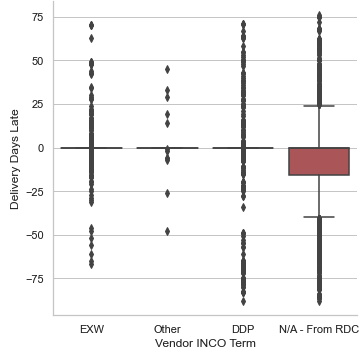 75
50
25
0
−25
−50
−75
Delivery Days Late
EXW Other DDP N/A - From RDC
Vendor INCO Term